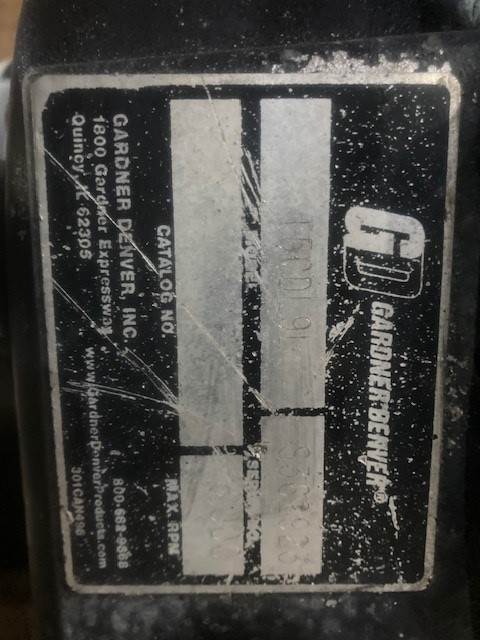 GD GARDNER DENVER®
MODEL
SERIAL NO.
CATALOG NO
MAX. RPM
GARDNER DENVER, INC.
1800 Gardner Expressway
Quincy, IL 62305
800-682-9868
www.GardnerDenverProducts.com
301CAN496